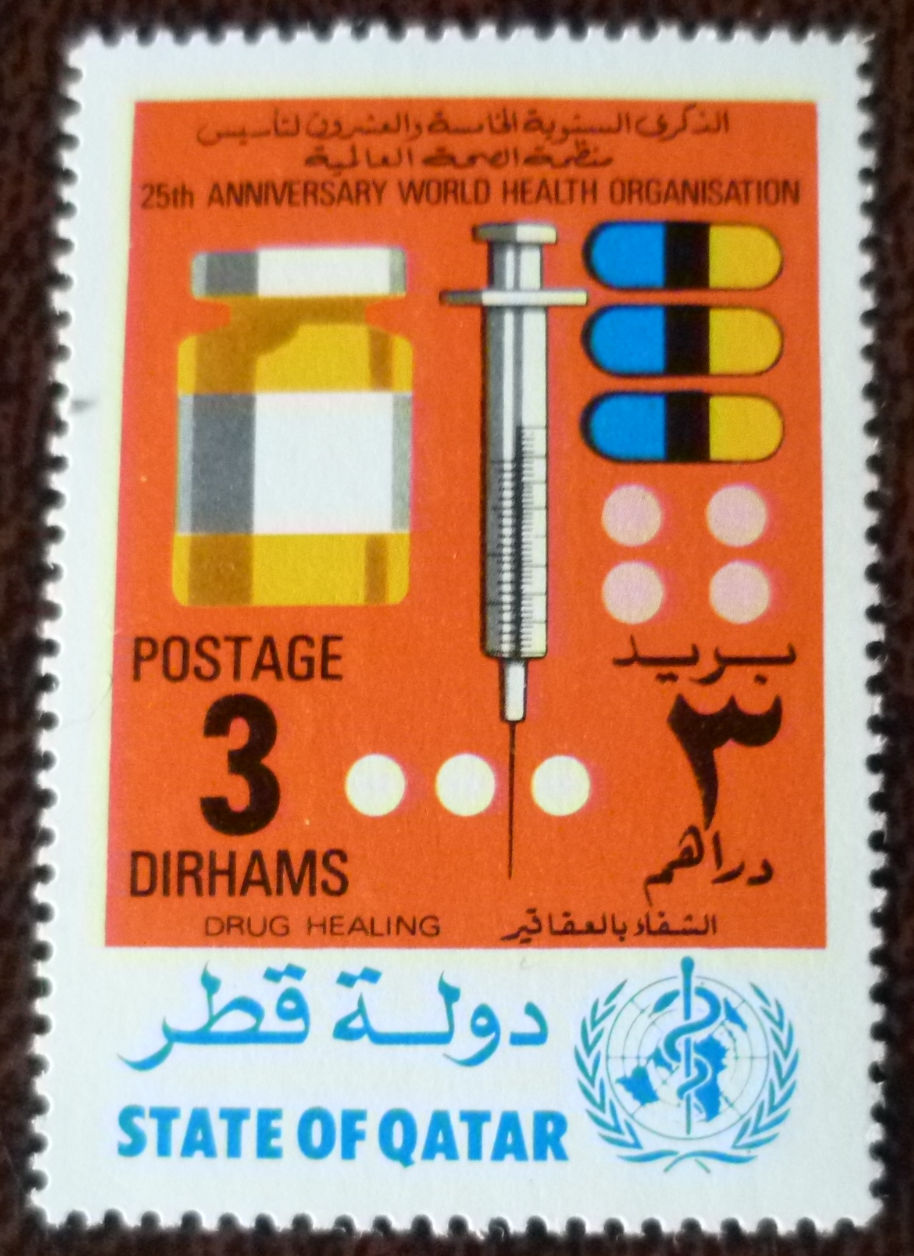 الذكرى السنوية الخامسة والعشرون لتأسيس
منظمة الصحة العالمية
25th ANNIVERSARY WORLD HEALTH ORGANISATION
POSTAGE
3
DIRHAMS
بريد
٣
دراهم
DRUG HEALING
الشفاء بالعقاقير
دولة قطر
STATE OF QATAR